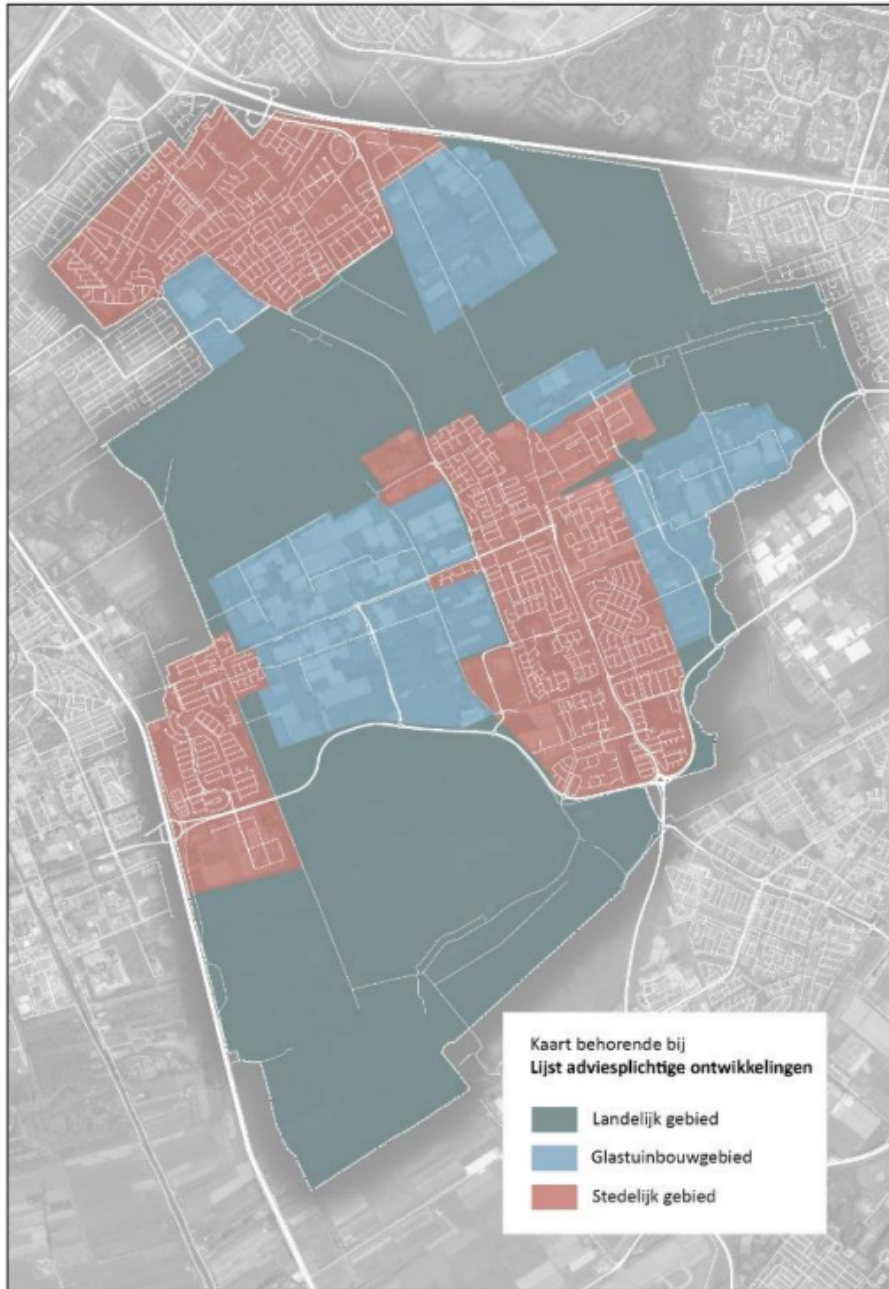 Kaart behorende bij
Lijst adviesplichtige ontwikkelingen
Landelijk gebied
Glastuinbouwgebied
Stedelijk gebied